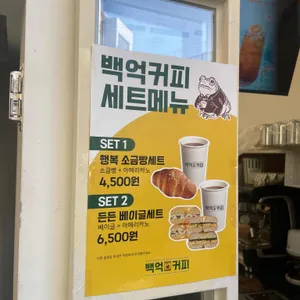 백억커피
세트메뉴
SET 1
행복 소금빵세트
소금빵 + 아메리카노
4,500원
SET 2
든든 베이글세트
베이글 + 아메리카노
6,500원
백억커피